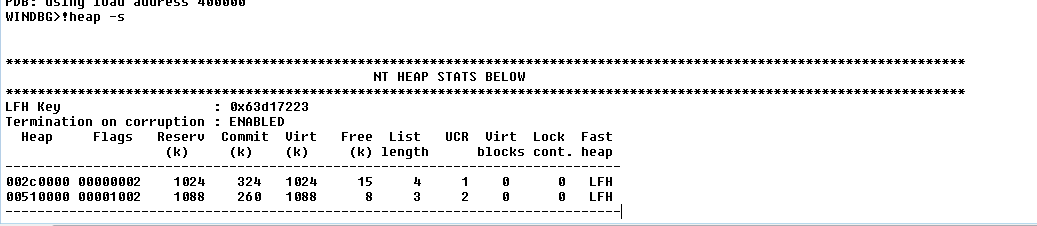 PDB: using load address 400000
WINDBG>!heap -s
************************************************************************************************************************
NT HEAP STATS BELOW
************************************************************************************************************************
LFH Key : 0x63d17223
Termination on corruption : ENABLED
Heap Flags Reserv Commit Virt Free List UCR Virt Lock Fast
(k) (k) (k) (k) length blocks cont. heap
-----------------------------------------------------------------------------
002c0000 00000002 1024 324 1024 15 4 1 0 0 LFH
00510000 00001002 1088 260 1088 8 3 2 0 0 LFH
-----------------------------------------------------------------------------